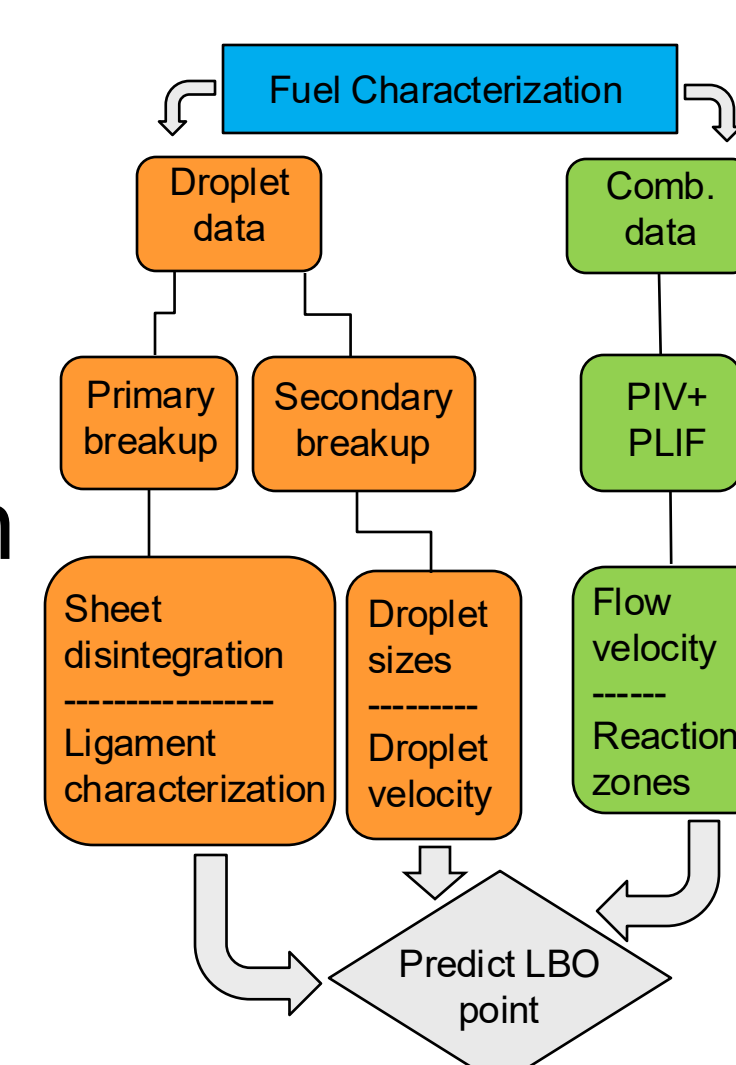 Fuel Characterization
Droplet
data
Comb.
data
Primary
breakup
Secondary
breakup
PIV+
PLIF
n
Sheet
disintegration
-----------------
Ligament
characterization
Droplet
sizes
---------
Droplet
velocity
Flow
velocity
------
Reaction
zones
Predict LBO
point